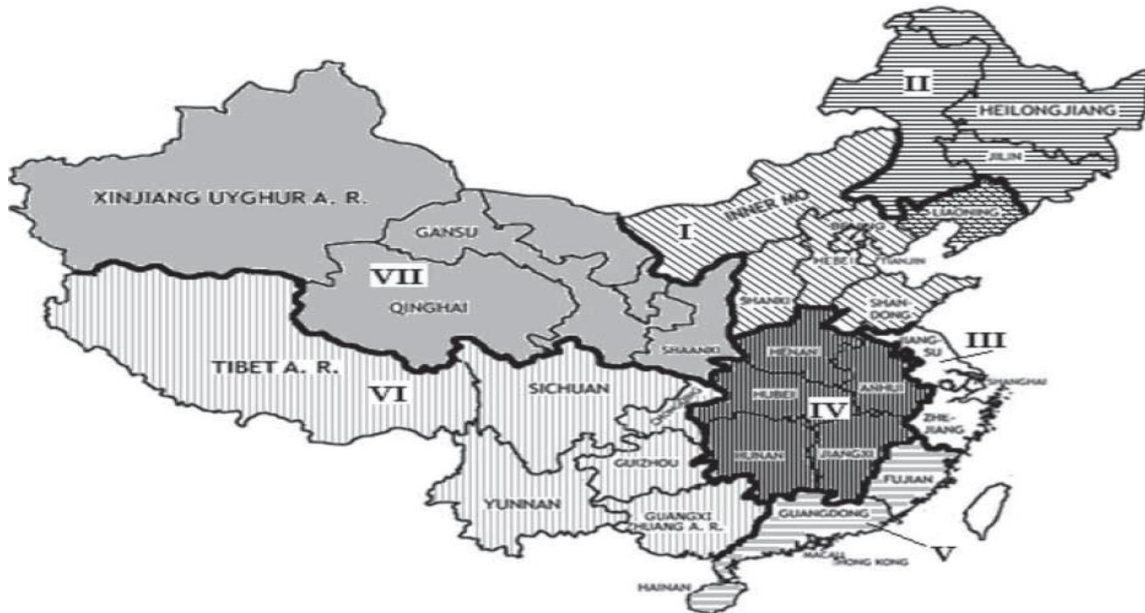 II
HEILONGJIANG
JILIN
XINJIANG UYGHUR A. R.
INNER MO
LIAONING
I
GANSU
HEBEI
TIANJIN
VII
QINGHAI
SHANXI
SHAN-
DONG
JIANG-
SU
III
SHAANXI
HENAN
TIBET A. R.
VI
SICHUAN
HUBEI
ANHUI
SHANGHAI
IV
ZHE-
JIANG
HUNAN
JIANGXI
GUIZHOU
FUJIAN
YUNNAN
GUANGXI
ZHUANG A. R.
GUANGDONG
V
MACAU
HONG KONG
HAINAN